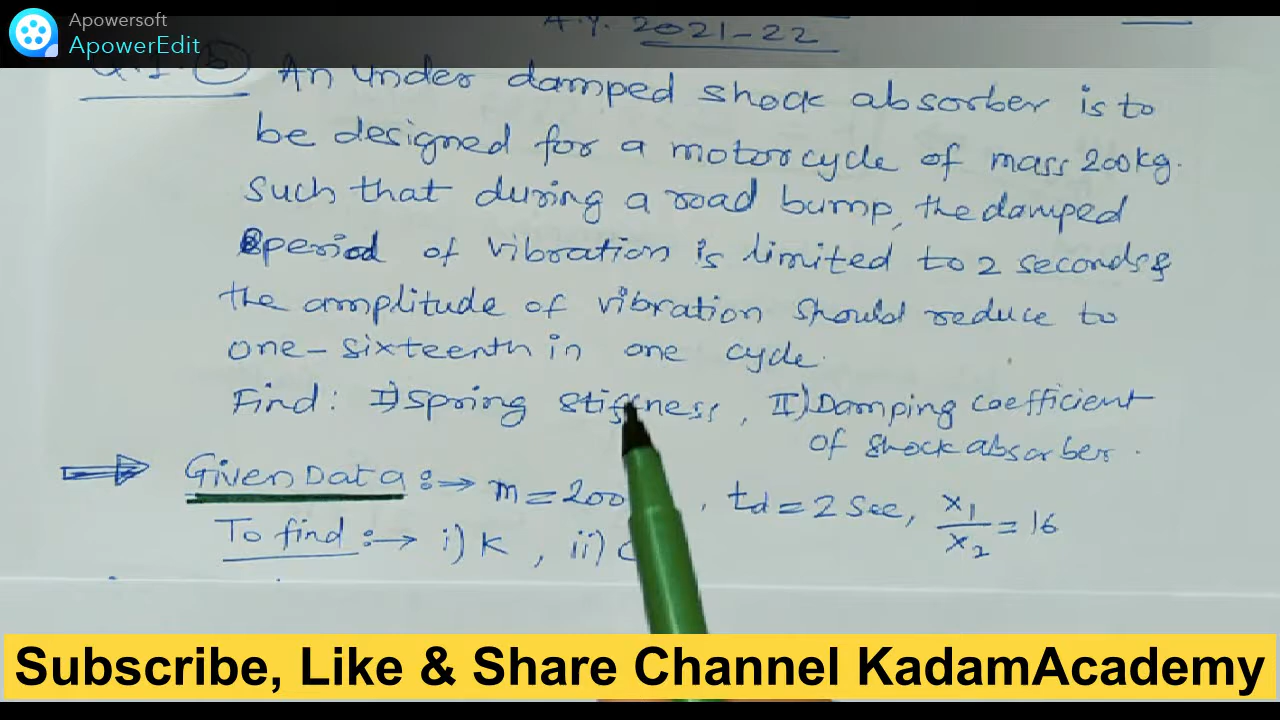 Apowersoft
ApowerEdit
A.Y. 2021-22
Q.1. (b) An under damped shock absorber is to
be designed for a motorcycle of mass 200kg.
such that during a road bump, the damped
period of vibration is limited to 2 seconds &
the amplitude of vibration should reduce to
one-sixteenth in one cycle.
Find: I) Spring stiffness, II) Damping coefficient
of shock absorber.
Given Data :→ m = 200 , td = 2 Sec, x1/x2 = 16
To find :→ i) K, ii) C
Subscribe, Like & Share Channel KadamAcademy